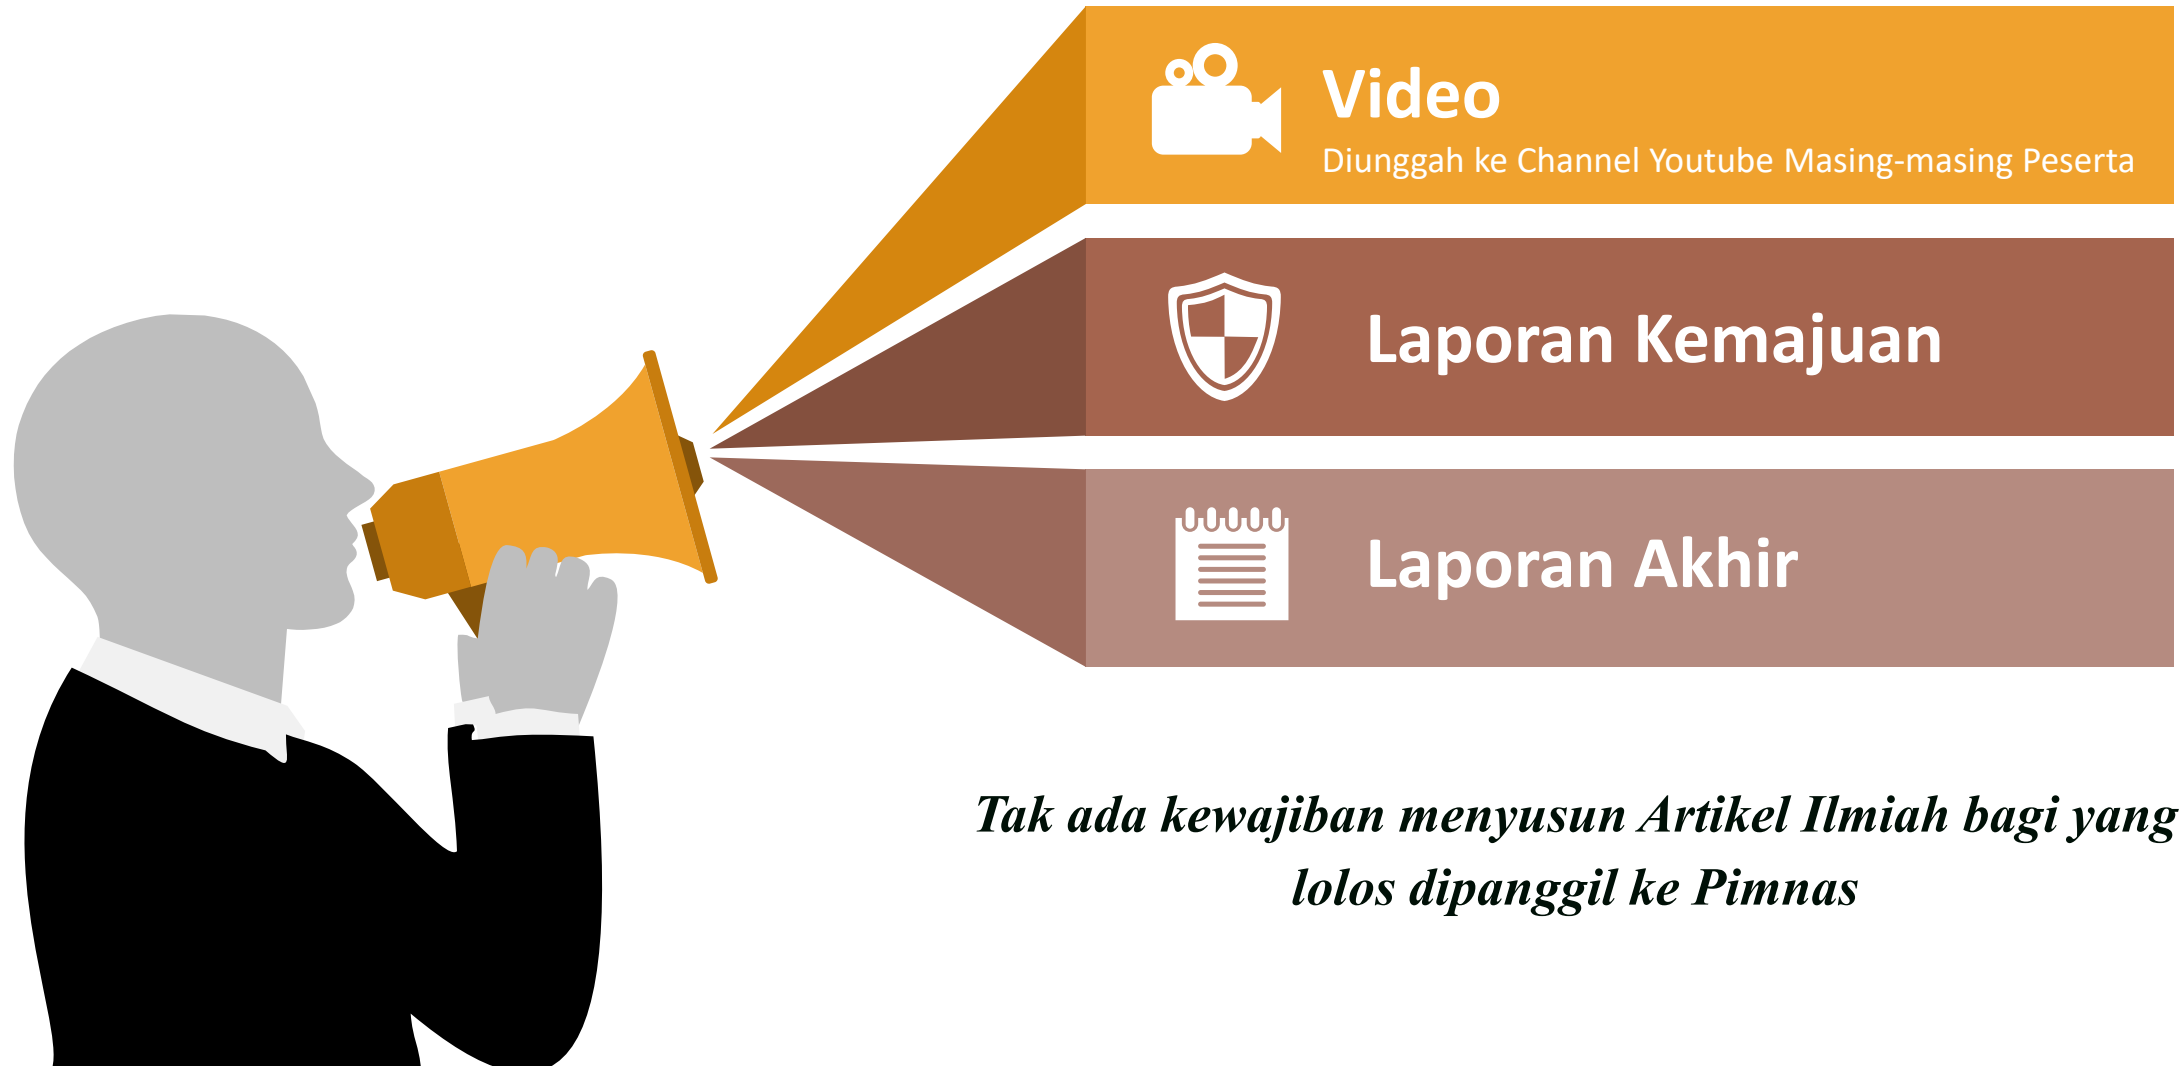 Video
Diunggah ke Channel Youtube Masing-masing Peserta
Laporan Kemajuan
Laporan Akhir
Tak ada kewajiban menyusun Artikel Ilmiah bagi yang
lolos dipanggil ke Pimnas